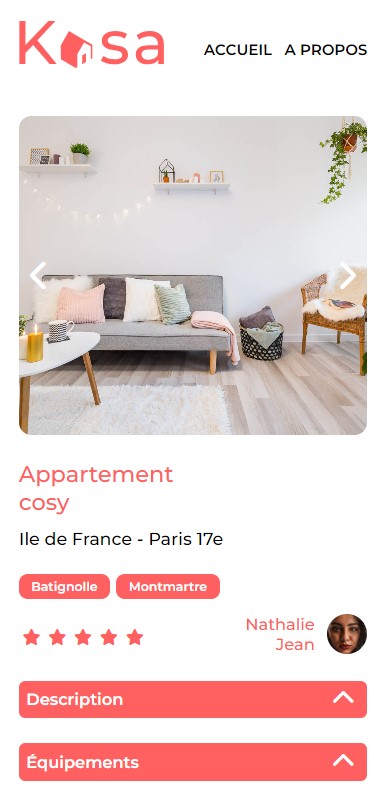 Kasa
ACCUEIL A PROPOS
Appartement
cosy
Ile de France - Paris 17e
Batignolle Montmartre
Nathalie
Jean
Description
Équipements